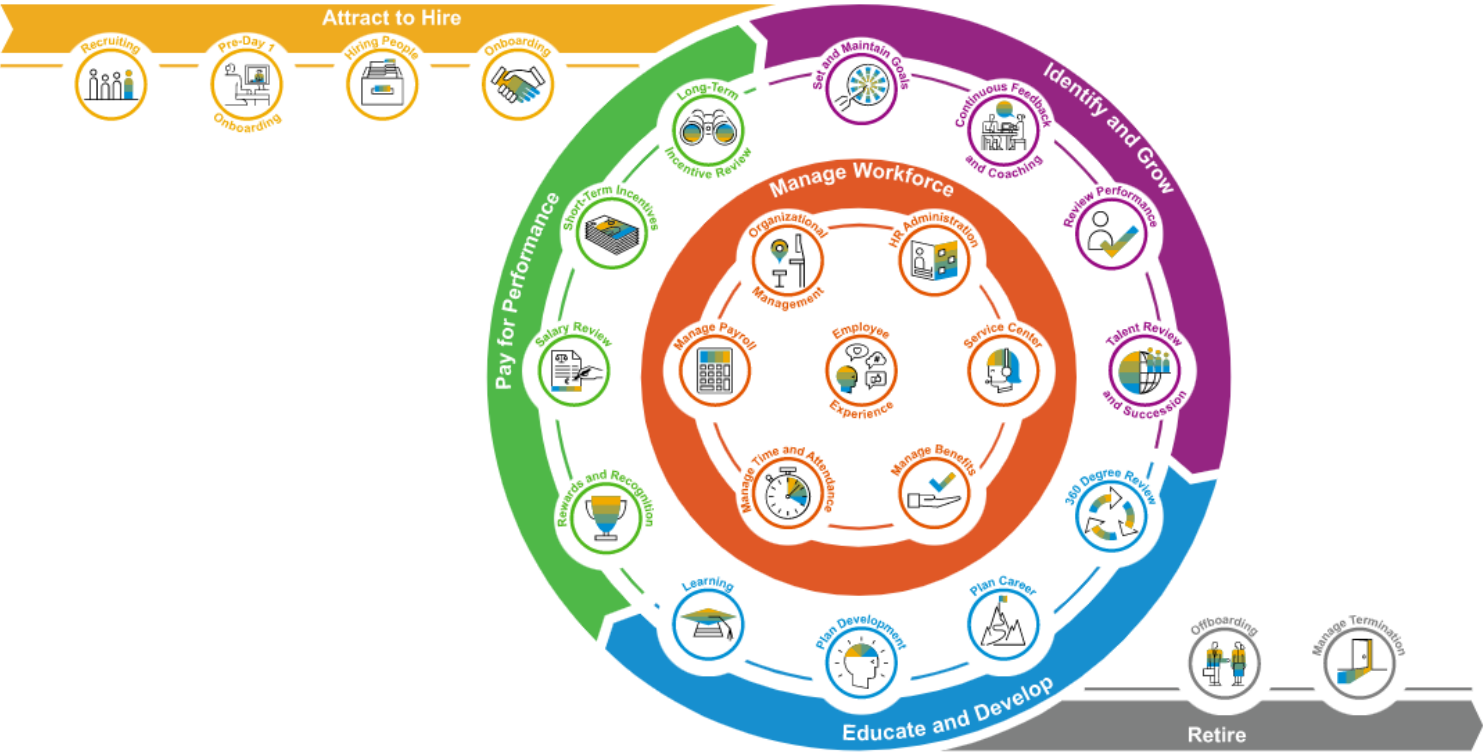 Attract to Hire
Recruiting
Pre-Day 1
Onboarding
Hiring People
Onboarding
Identify and Grow
Set and Maintain Goals
Continuous Feedback
and Coaching
Review Performance
Talent Review
and Succession
Educate and Develop
360 Degree Review
Plan Career
Plan Development
Learning
Pay for Performance
Rewards and Recognition
Salary Review
Short-Term Incentives
Long-Term
Incentive Review
Manage Workforce
Organizational
Management
HR Administration
Manage Payroll
Employee
Experience
Service Center
Manage Time and Attendance
Manage Benefits
Offboarding
Manage Termination
Retire